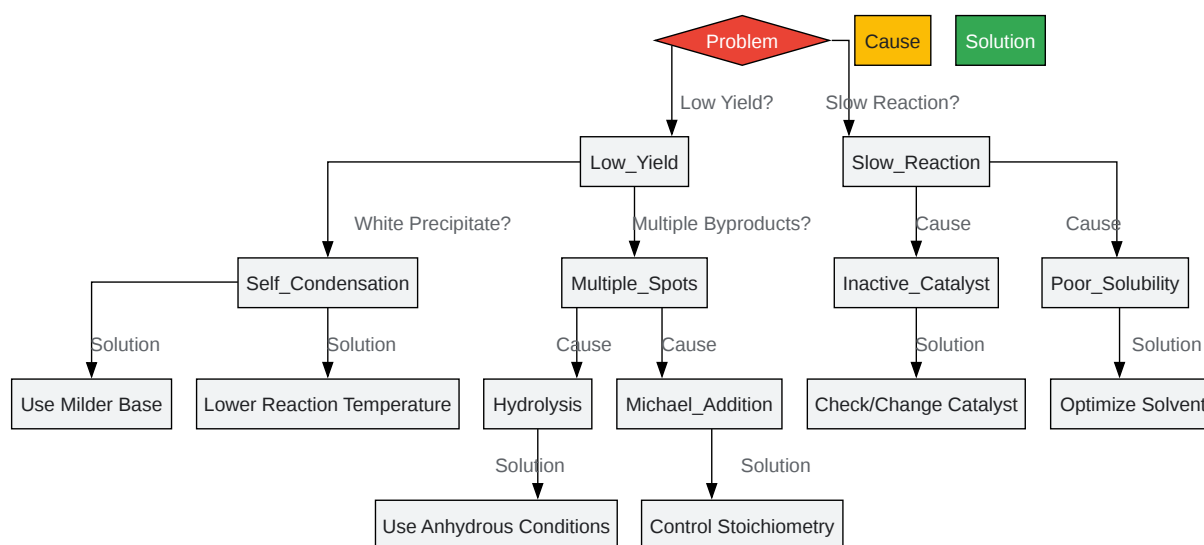 Problem
Cause
Solution
Low Yield?
Slow Reaction?
Low_Yield
Slow_Reaction
White Precipitate?
Multiple Byproducts?
Cause
Cause
Self_Condensation
Multiple_Spots
Inactive_Catalyst
Poor_Solubility
Solution
Solution
Cause
Cause
Solution
Solution
Use Milder Base
Lower Reaction Temperature
Hydrolysis
Michael_Addition
Check/Change Catalyst
Optimize Solvent
Solution
Solution
Use Anhydrous Conditions
Control Stoichiometry